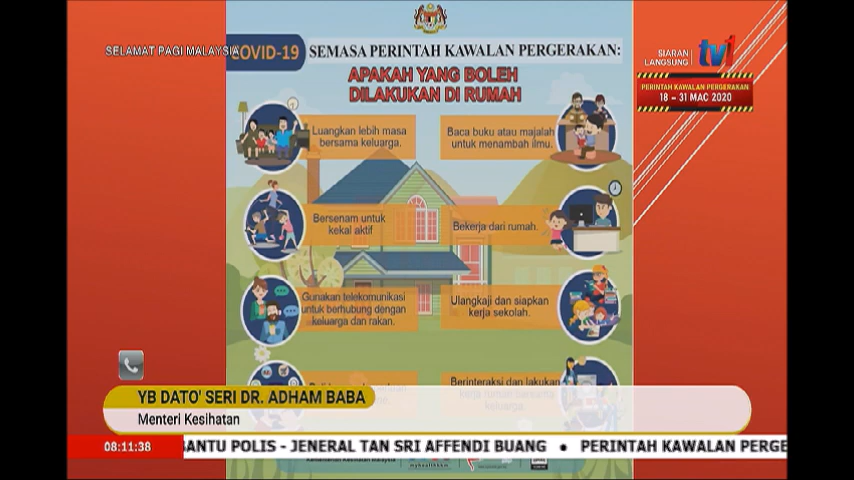 SELAMAT PAGI MALAYSIA
COVID-19
SEMASA PERINTAH KAWALAN PERGERAKAN:
APAKAH YANG BOLEH
DILAKUKAN DI RUMAH
SIARAN
LANGSUNG
tv1
PERINTAH KAWALAN PERGERAKAN
18 - 31 MAC 2020
Luangkan lebih masa
bersama keluarga.
Baca buku atau majalah
untuk menambah ilmu.
Bersenam untuk
kekal aktif
Bekerja dari rumah.
Gunakan telekomunikasi
untuk berhubung dengan
keluarga dan rakan.
Ulangkaji dan siapkan
kerja sekolah.
Berinteraksi dan lakukan
kerja rumah bersama
keluarga.
YB DATO' SERI DR. ADHAM BABA
Menteri Kesihatan
08:11:38
BANTU POLIS - JENERAL TAN SRI AFFENDI BUANG • PERINTAH KAWALAN PERGE